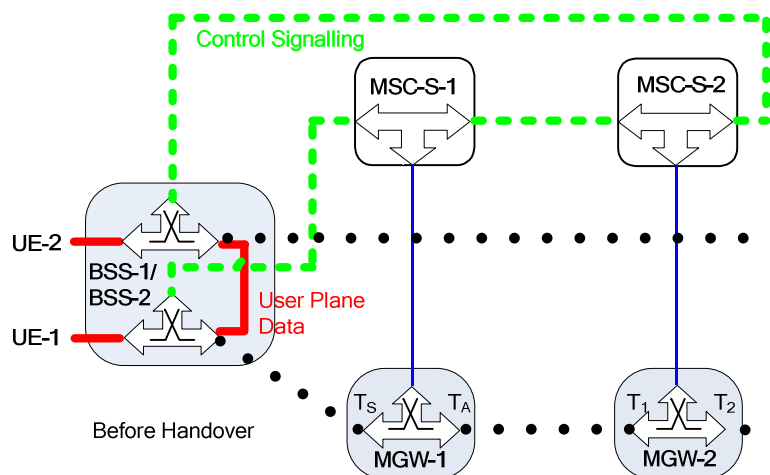 Control Signalling
MSC-S-1
MSC-S-2
UE-2
BSS-1/
BSS-2
User Plane
Data
UE-1
Before Handover
TS
TA
T1
T2
MGW-1
MGW-2